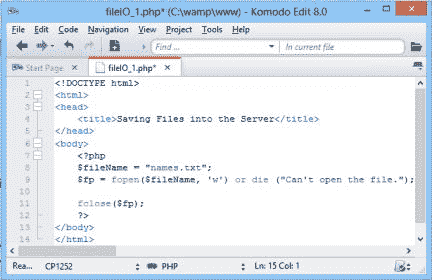 fileIO_1.php* (C:\wamp\www) - Komodo Edit 8.0
File Edit Code Navigation View Project Tools Help
Find ... In current file
Start Page fileIO_1.php*
1 <!DOCTYPE html>
2 <html>
3 <head>
4 <title>Saving Files into the Server</title>
5 </head>
6 <body>
7 <?php
8 $fileName = "names.txt";
9 $fp = fopen($fileName, 'w') or die ("Can't open the file.");
10
11 fclose($fp);
12 ?>
13 </body>
14 </html>
Rea... CP1252 PHP Ln: 15 Col: 1